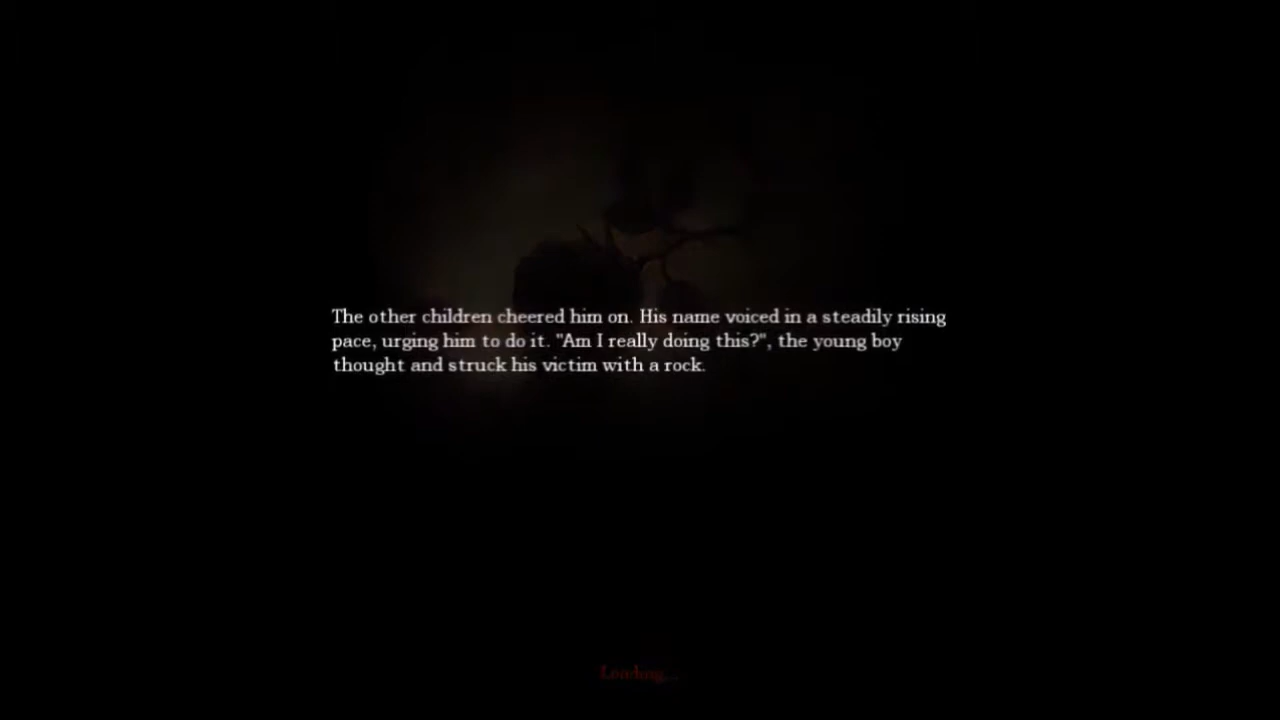 The other children cheered him on. His name voiced in a steadily rising
pace, urging him to do it. "Am I really doing this?", the young boy
thought and struck his victim with a rock.
Loading...